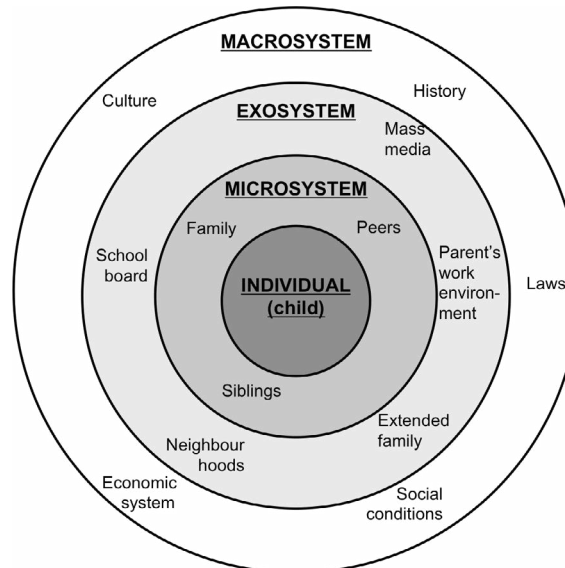 MACROSYSTEM
Culture
History
EXOSYSTEM
Mass
media
MICROSYSTEM
Family
Peers
School
board
Parent's
work
environ-
ment
Laws
INDIVIDUAL
(child)
Siblings
Extended
family
Neighbour
hoods
Economic
system
Social
conditions